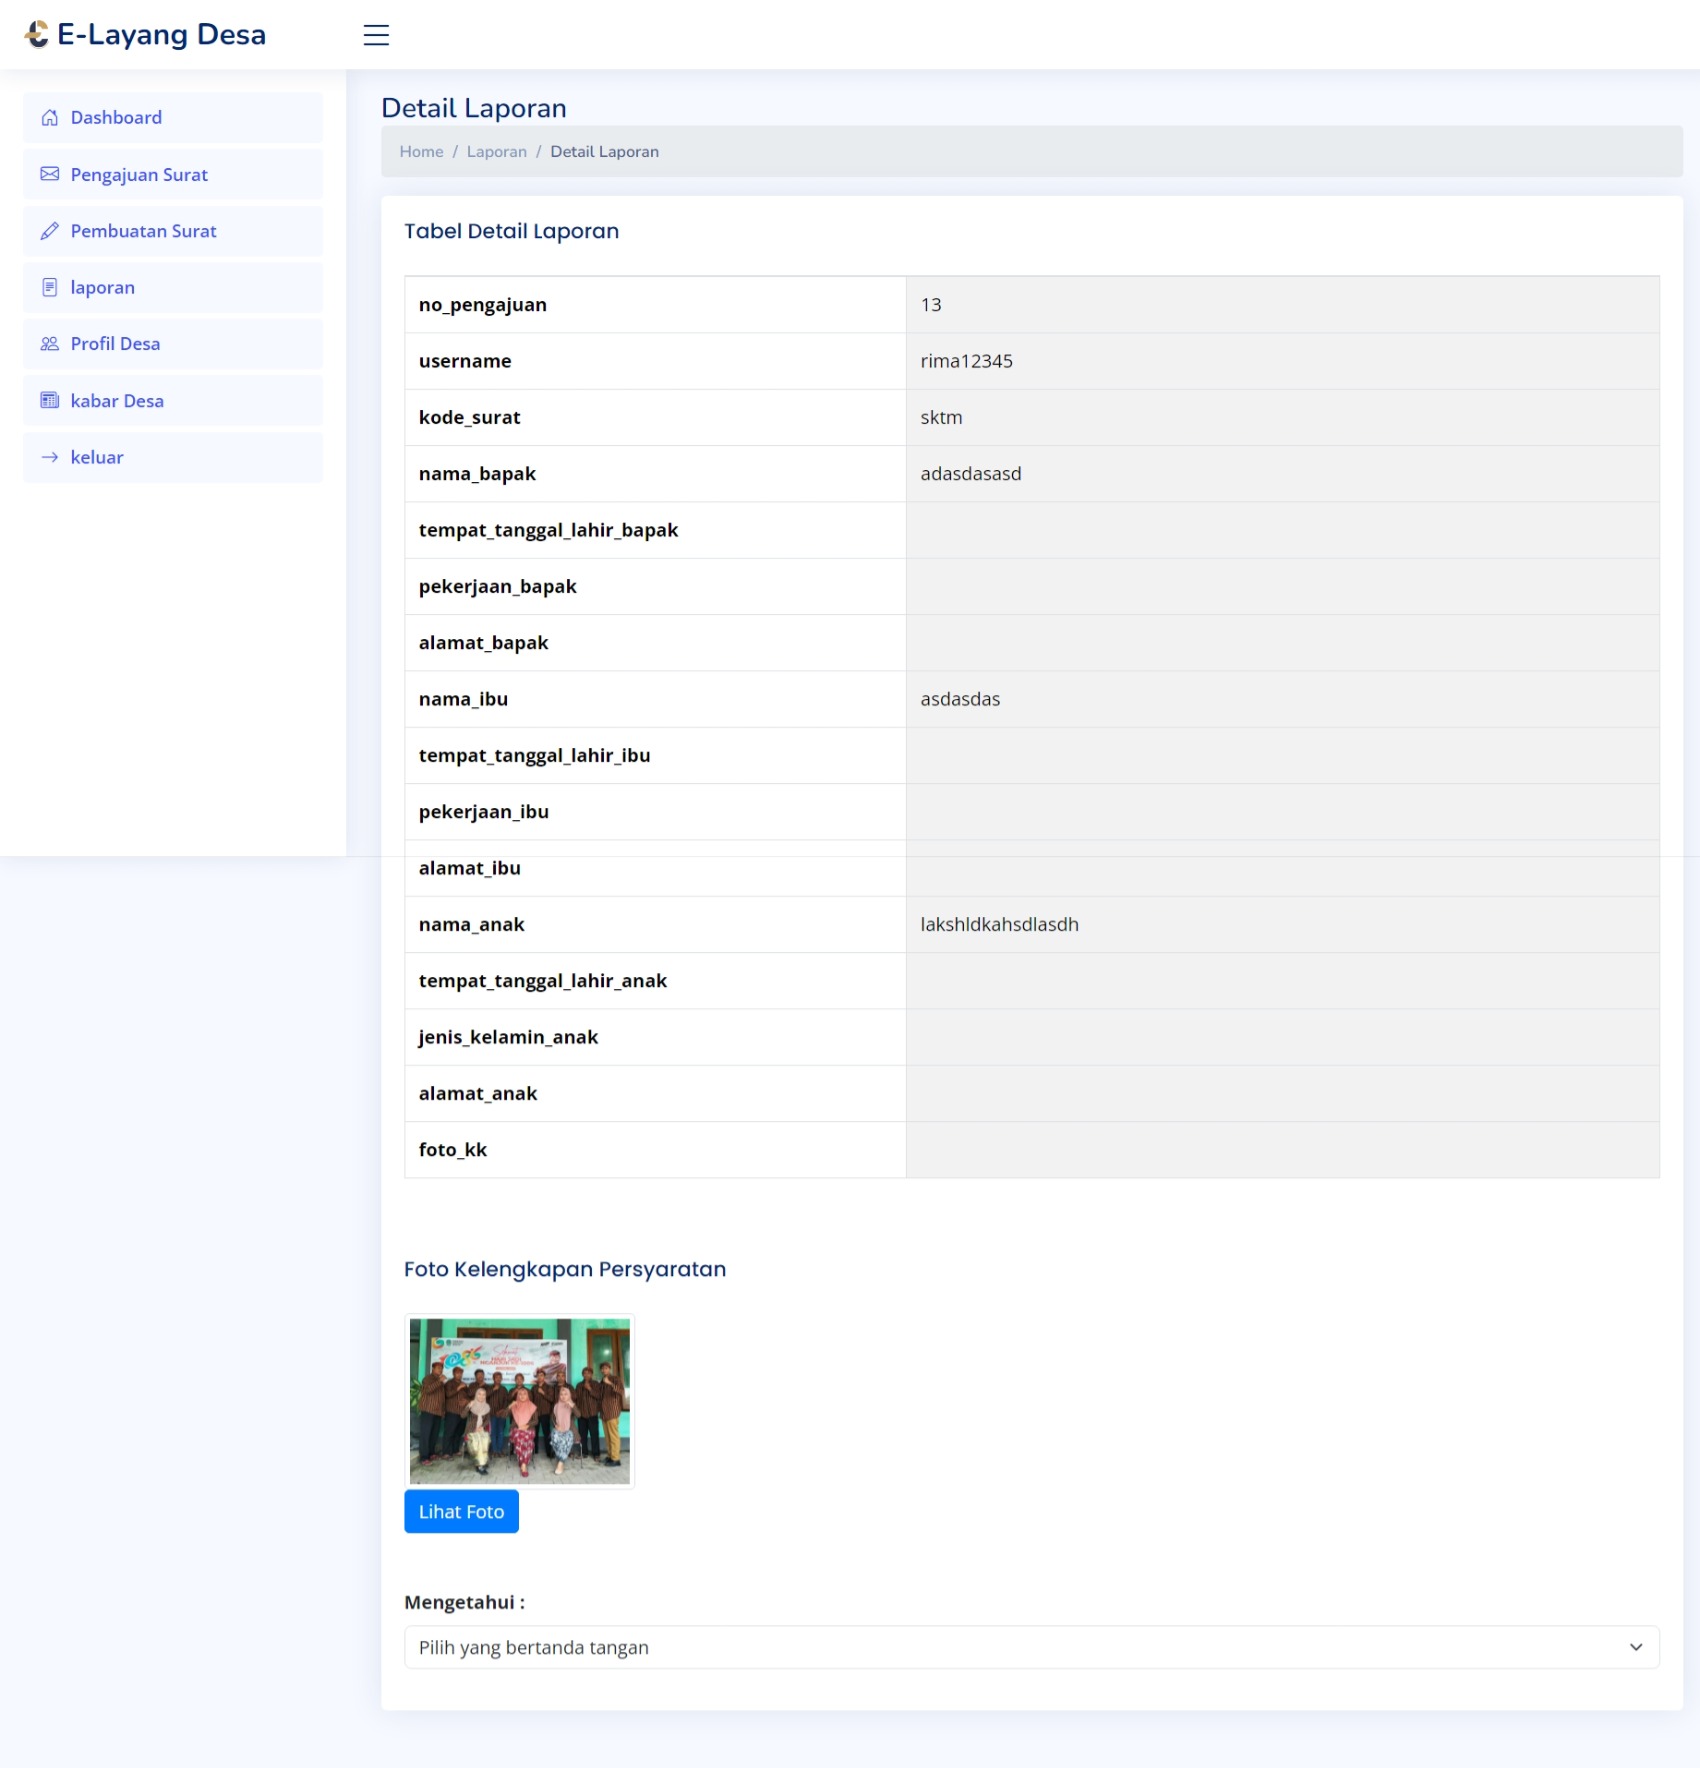 E-Layang Desa
Dashboard
Pengajuan Surat
Pembuatan Surat
laporan
Profil Desa
kabar Desa
keluar
Detail Laporan
Home / Laporan / Detail Laporan
Tabel Detail Laporan
no_pengajuan 13
username rima12345
kode_surat sktm
nama_bapak adasdasasd
tempat_tanggal_lahir_bapak
pekerjaan_bapak
alamat_bapak
nama_ibu asdasdas
tempat_tanggal_lahir_ibu
pekerjaan_ibu
alamat_ibu
nama_anak lakshldkahsdlasdh
tempat_tanggal_lahir_anak
jenis_kelamin_anak
alamat_anak
foto_kk
Foto Kelengkapan Persyaratan
Lihat Foto
Mengetahui :
Pilih yang bertanda tangan